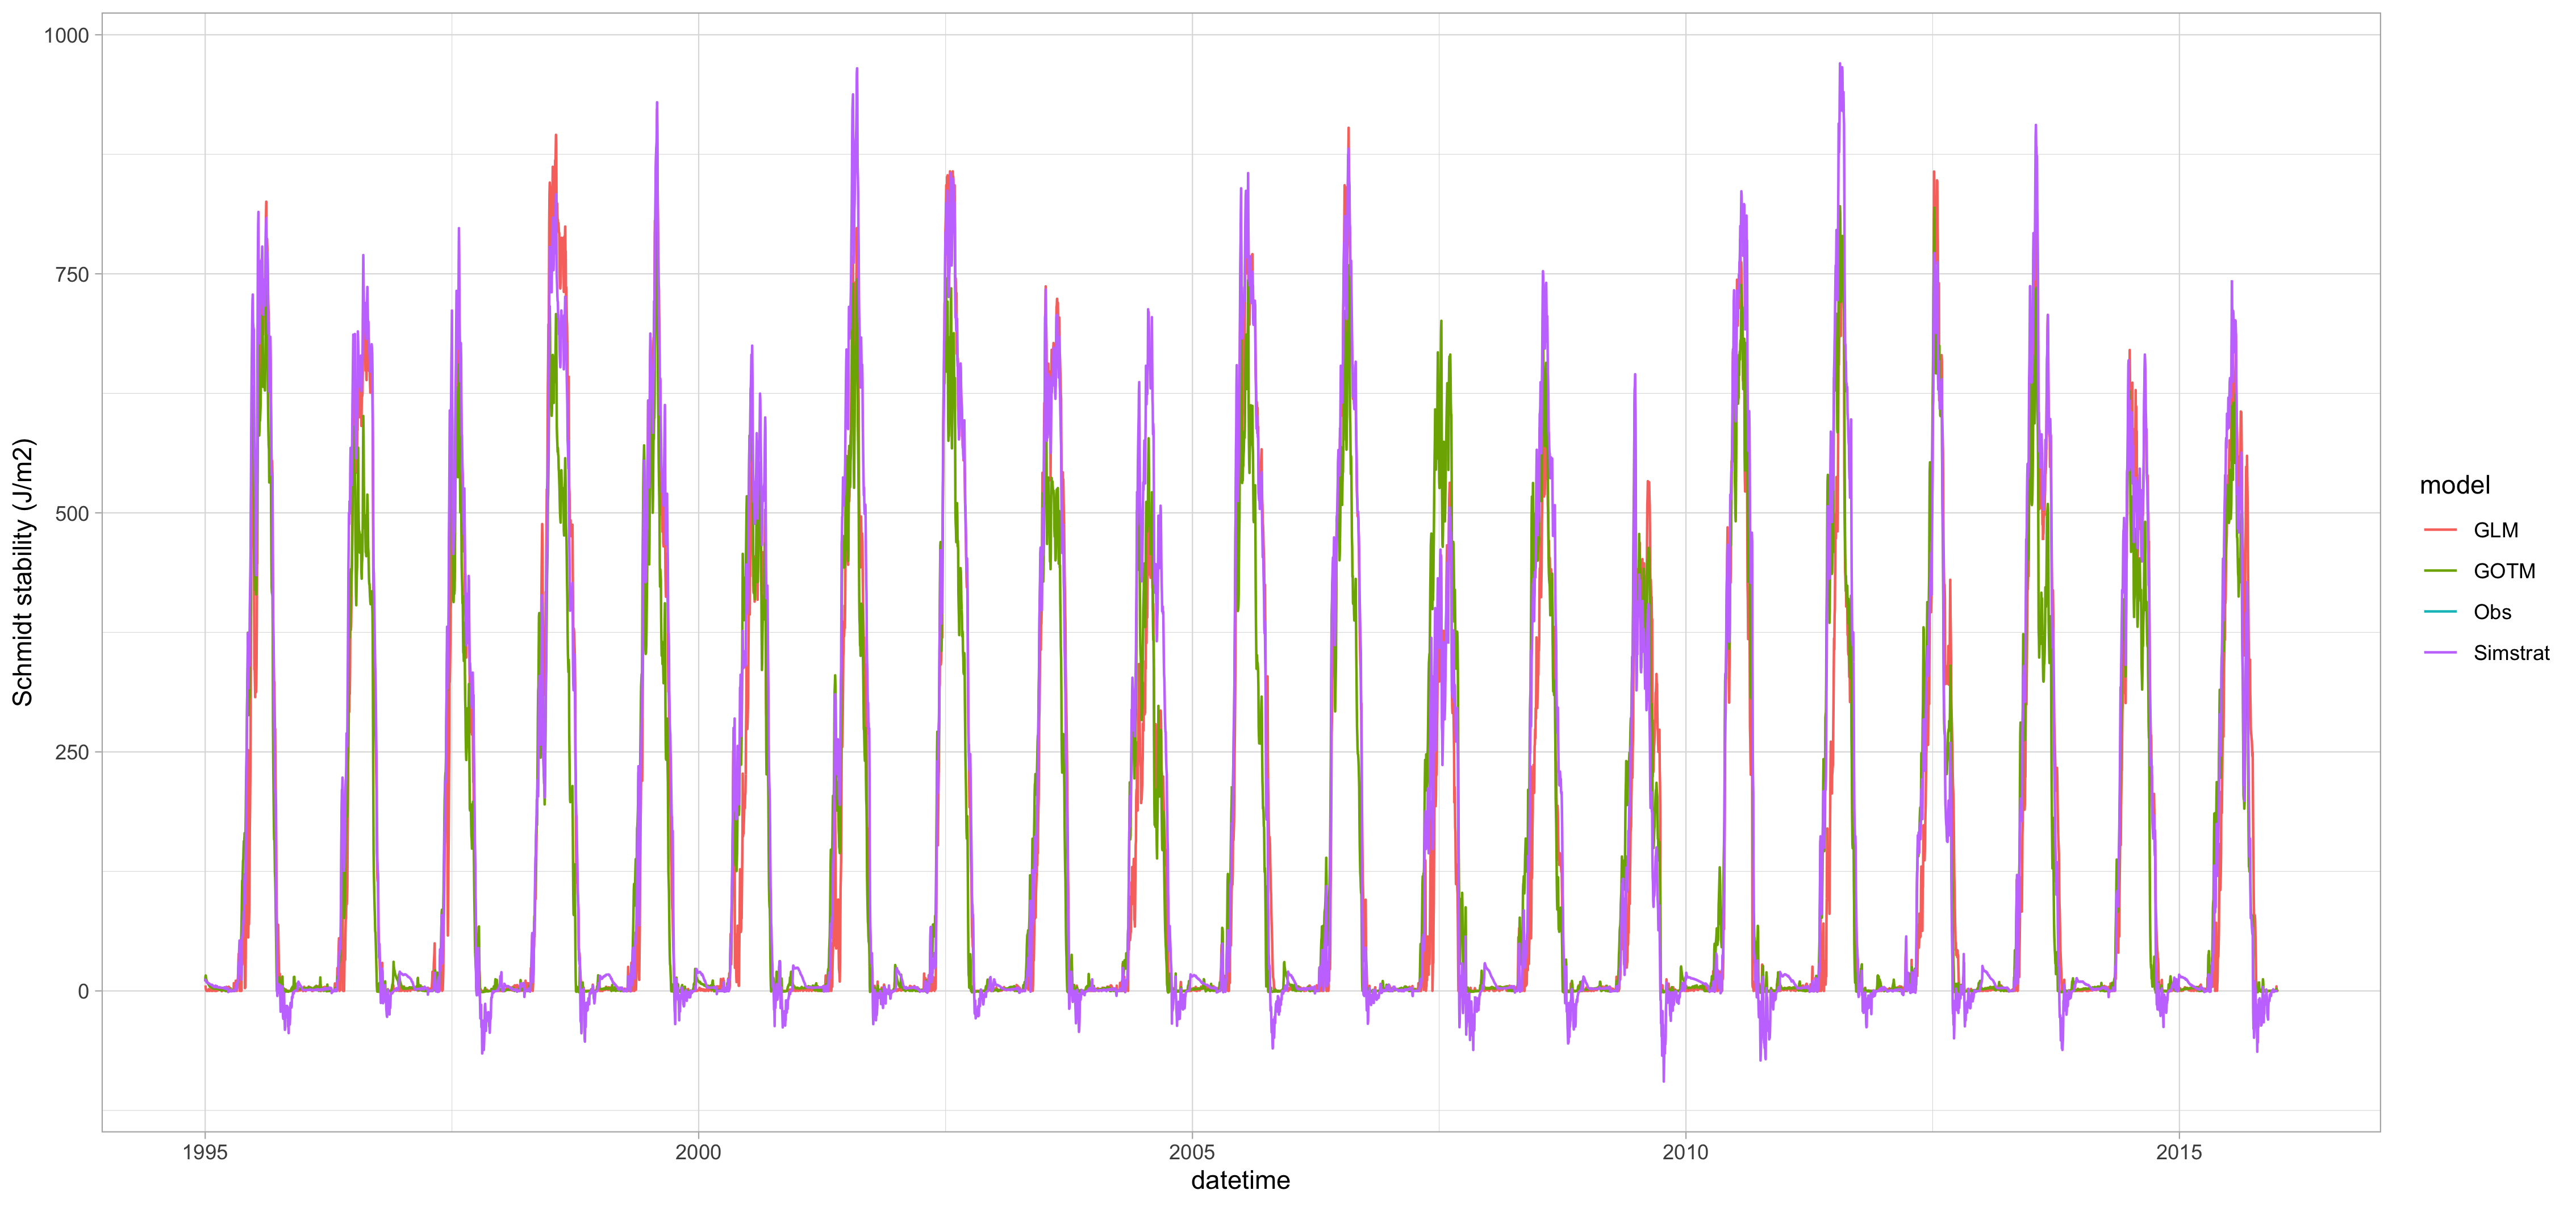 1000
750
500
250
0
Schmidt stability (J/m2)
1995
2000
2005
2010
2015
datetime
model
GLM
GOTM
Obs
Simstrat